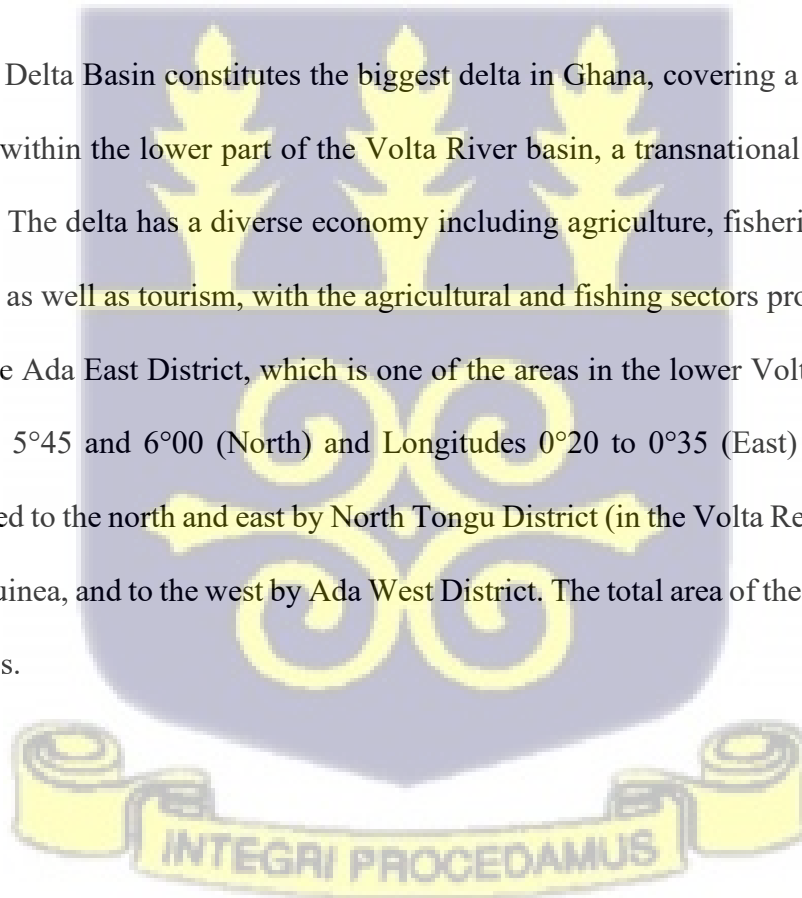 Delta Basin constitutes the biggest delta in Ghana, covering a
within the lower part of the Volta River basin, a transnational
The delta has a diverse economy including agriculture, fisheri
as well as tourism, with the agricultural and fishing sectors pro
e Ada East District, which is one of the areas in the lower Volt
5°45 and 6°00 (North) and Longitudes 0°20 to 0°35 (East)
ed to the north and east by North Tongu District (in the Volta Re
uinea, and to the west by Ada West District. The total area of the
s.
INTEGRI PROCEDAMUS